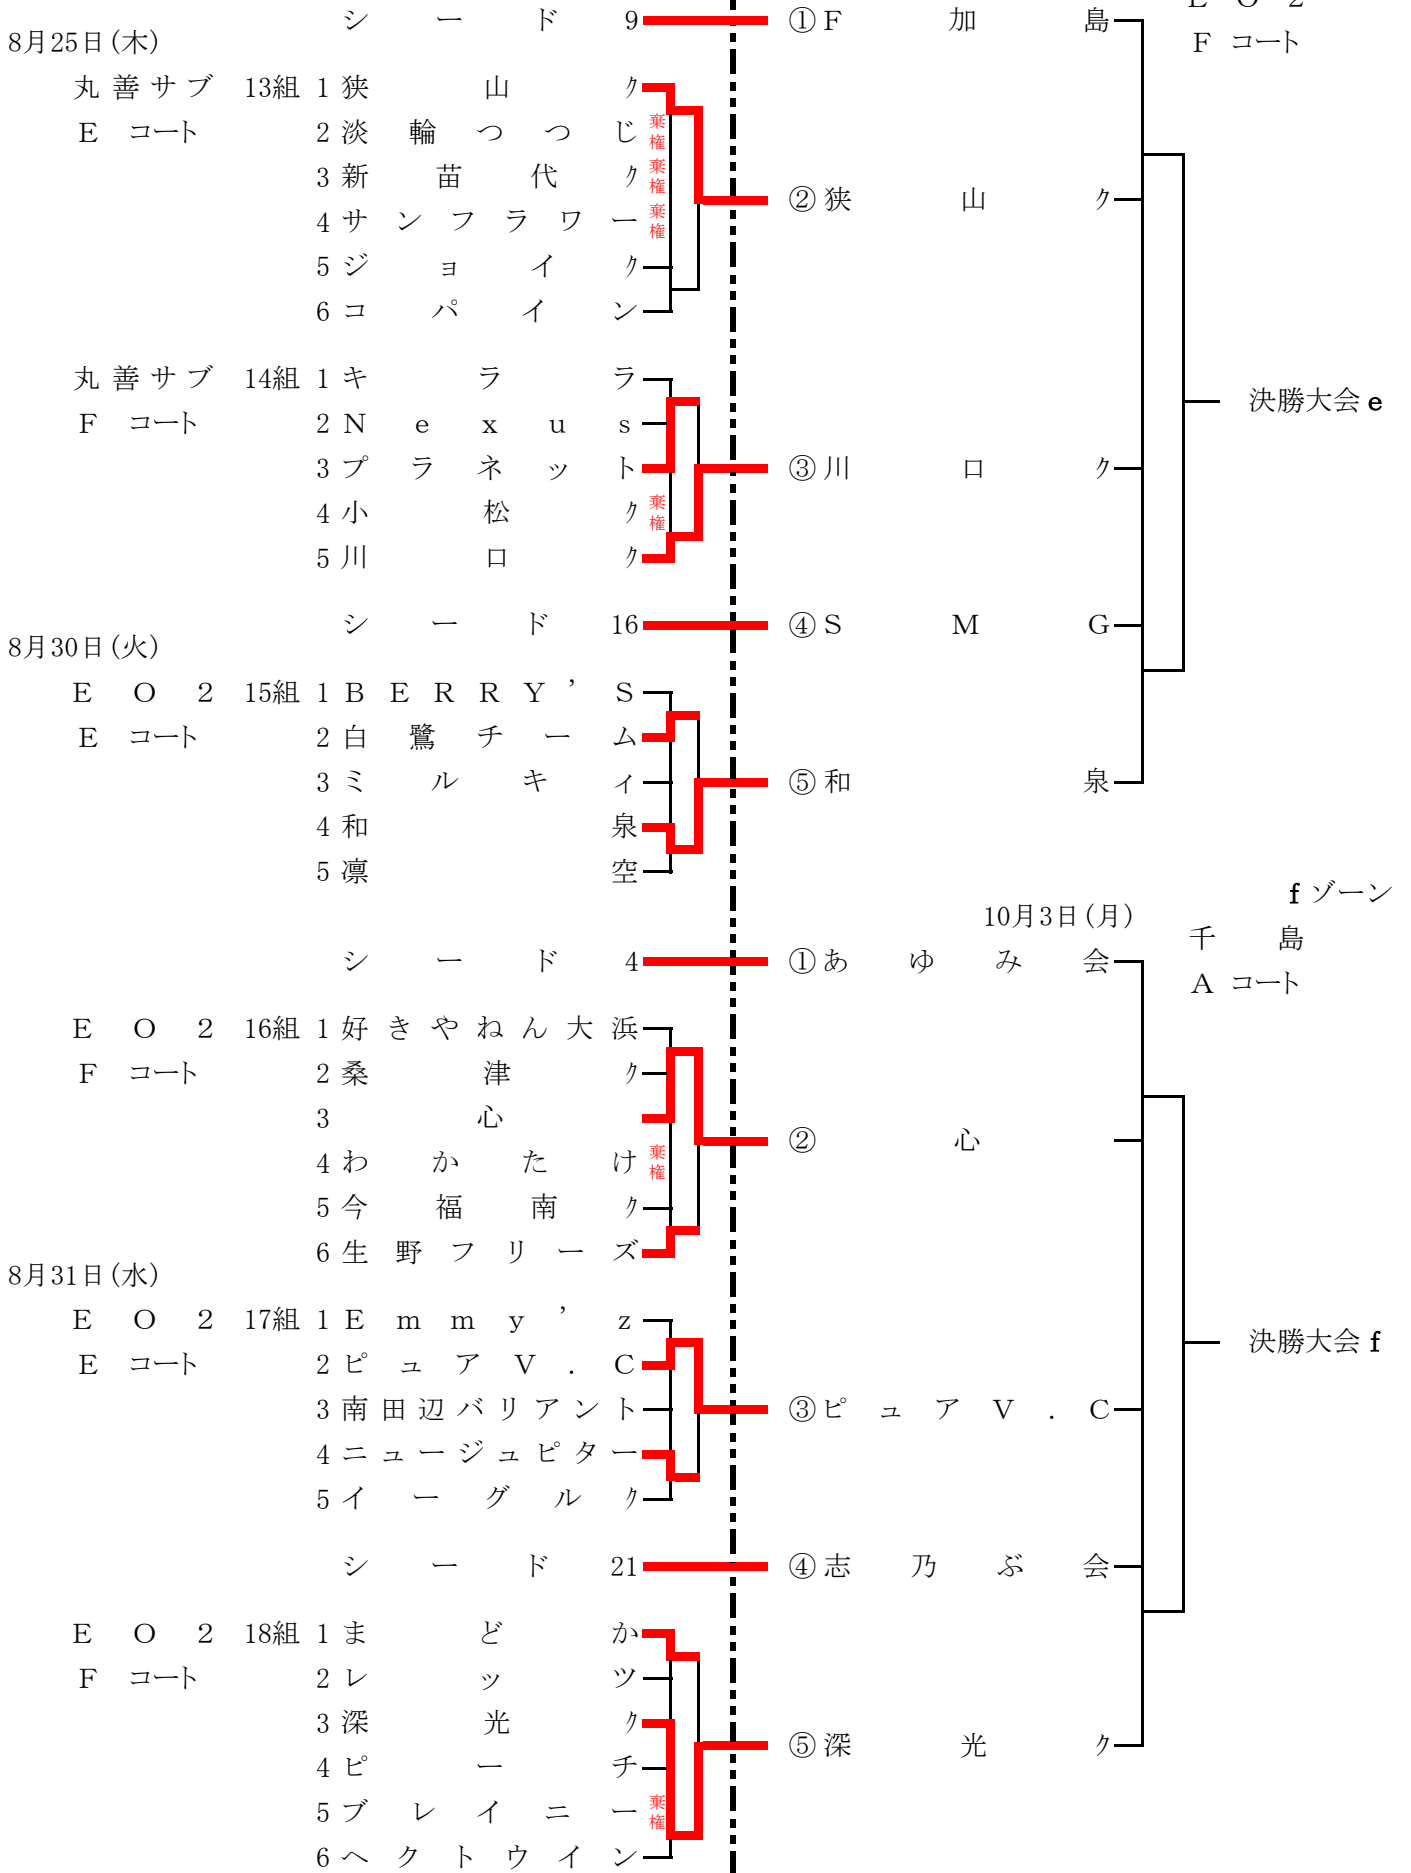 シード 9 ①F加島
8月25日(木) F コート
丸善サブ 13組 1 狭山ク
E コート 2 淡輪つつじ 棄権
3 新苗代ク 棄権
4 サンフラワー 棄権 ②狭山ク
5 ジョイク
6 コパイン
丸善サブ 14組 1 キララ
F コート 2 Nexus 決勝大会 e
3 プラネット ③川口ク
4 小松ク 棄権
5 川口ク
シード 16 ④SMG
8月30日(火)
EO2 15組 1 BERRY'S
E コート 2 白鷺チーム
3 ミルキィ ⑤和泉
4 和泉
5 凛空
f ゾーン
10月3日(月) 千島
シード 4 ①あゆみ会
A コート
EO2 16組 1 好きやねん大浜
F コート 2 桑津ク
3 心 ②心
4 わかたけ 棄権
5 今福南ク
6 生野フリーズ
8月31日(水)
EO2 17組 1 Emmy'z
E コート 2 ピュアV.C 決勝大会 f
3 南田辺バリアント ③ピュアV.C
4 ニュージュピター
5 イーグルク
シード 21 ④志乃ぶ会
EO2 18組 1 まどか
F コート 2 レッツ
3 深光ク ⑤深光ク
4 ピーチ
5 ブレイニー 棄権
6 ヘクトウイン